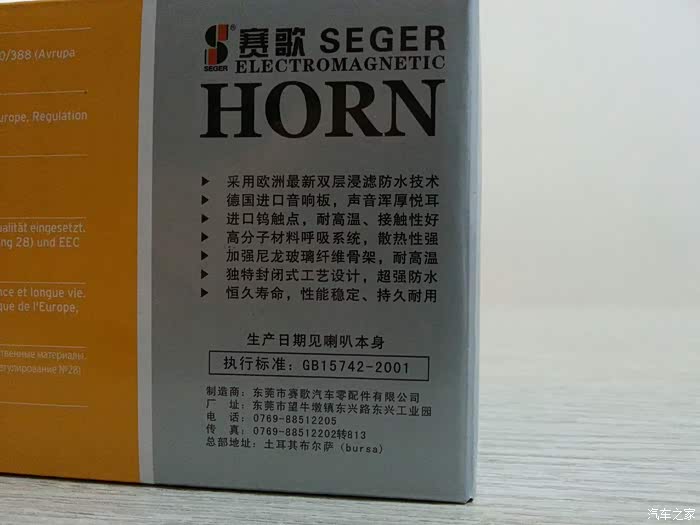 0/388 (Avrupa
urope, Regulation
ualität eingesetzt.
ng 28) und EEC
nce et longue vie.
que de l'Europe,
ственные материалы.
егулирование №28)
SEGER
®
赛歌 SEGER
ELECTROMAGNETIC
HORN
▶ 采用欧洲最新双层浸滤防水技术
▶ 德国进口音响板，声音浑厚悦耳
▶ 进口钨触点，耐高温、接触性好
▶ 高分子材料呼吸系统，散热性强
▶ 加强尼龙玻璃纤维骨架，耐高温
▶ 独特封闭式工艺设计，超强防水
▶ 恒久寿命，性能稳定、持久耐用
生产日期见喇叭本身
执行标准：GB15742-2001
制造商：东莞市赛歌汽车零配件有限公司
厂 址：东莞市望牛墩镇东兴路东兴工业园
电 话：0769-88512205
传 真：0769-88512202转813
总部地址：土耳其布尔萨（bursa）
汽车之家